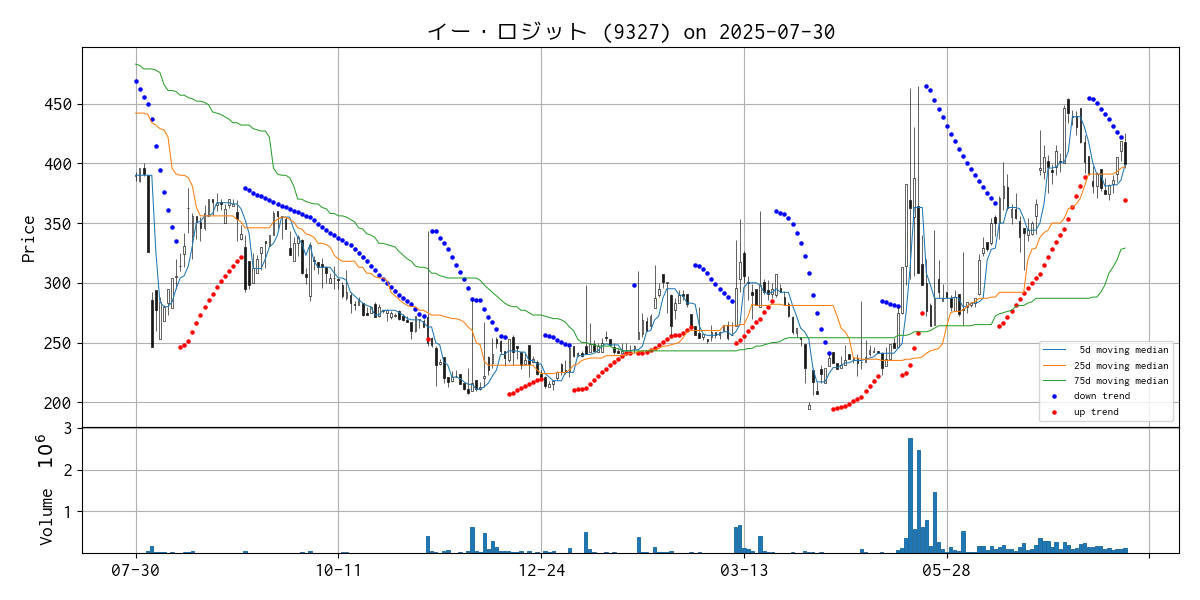 イー・ロジット (9327) on 2025-07-30
Price
450
400
350
300
250
200
5d moving median
25d moving median
75d moving median
down trend
up trend
Volume 10^6
3
2
1
07-30
10-11
12-24
03-13
05-28